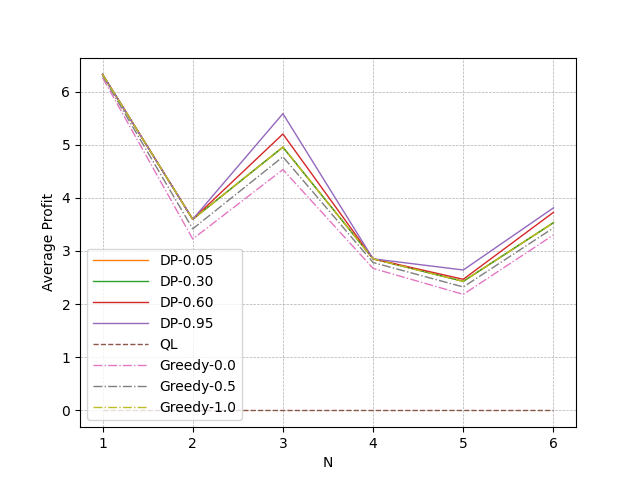 6
5
4
3
2
1
0
Average Profit
DP-0.05
DP-0.30
DP-0.60
DP-0.95
QL
Greedy-0.0
Greedy-0.5
Greedy-1.0
1 2 3 4 5 6
N